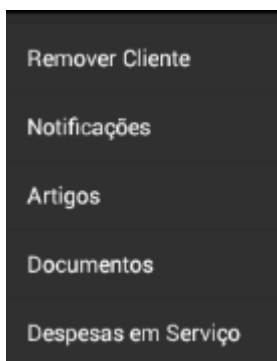 Remover Cliente
Notificações
Artigos
Documentos
Despesas em Serviço